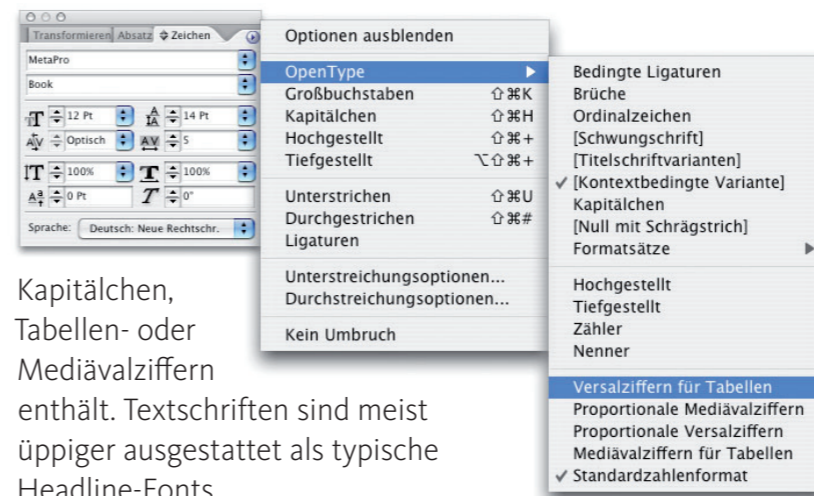 Transformieren Absatz Zeichen
MetaPro
Book
12 Pt 14 Pt
Optisch 5
100% 100%
0 Pt 0°
Sprache: Deutsch: Neue Rechtschr.
Optionen ausblenden
OpenType
Großbuchstaben ⇧⌘K
Kapitälchen ⇧⌘H
Hochgestellt ⇧⌘+
Tiefgestellt ⌥⇧⌘+
Unterstrichen ⇧⌘U
Durchgestrichen ⇧⌘#
Ligaturen
Unterstreichungsoptionen...
Durchstreichungsoptionen...
Kein Umbruch
Bedingte Ligaturen
Brüche
Ordinalzeichen
[Schwungschrift]
[Titelschriftvarianten]
✓ [Kontextbedingte Variante]
Kapitälchen
[Null mit Schrägstrich]
Formatsätze
Hochgestellt
Tiefgestellt
Zähler
Nenner
Versalziffern für Tabellen
Proportionale Mediävalziffern
Proportionale Versalziffern
Mediävalziffern für Tabellen
✓ Standardzahlenformat
Kapitälchen,
Tabellen- oder
Mediävalziffern
enthält. Textschriften sind meist
üppiger ausgestattet als typische
Headline-Fonts